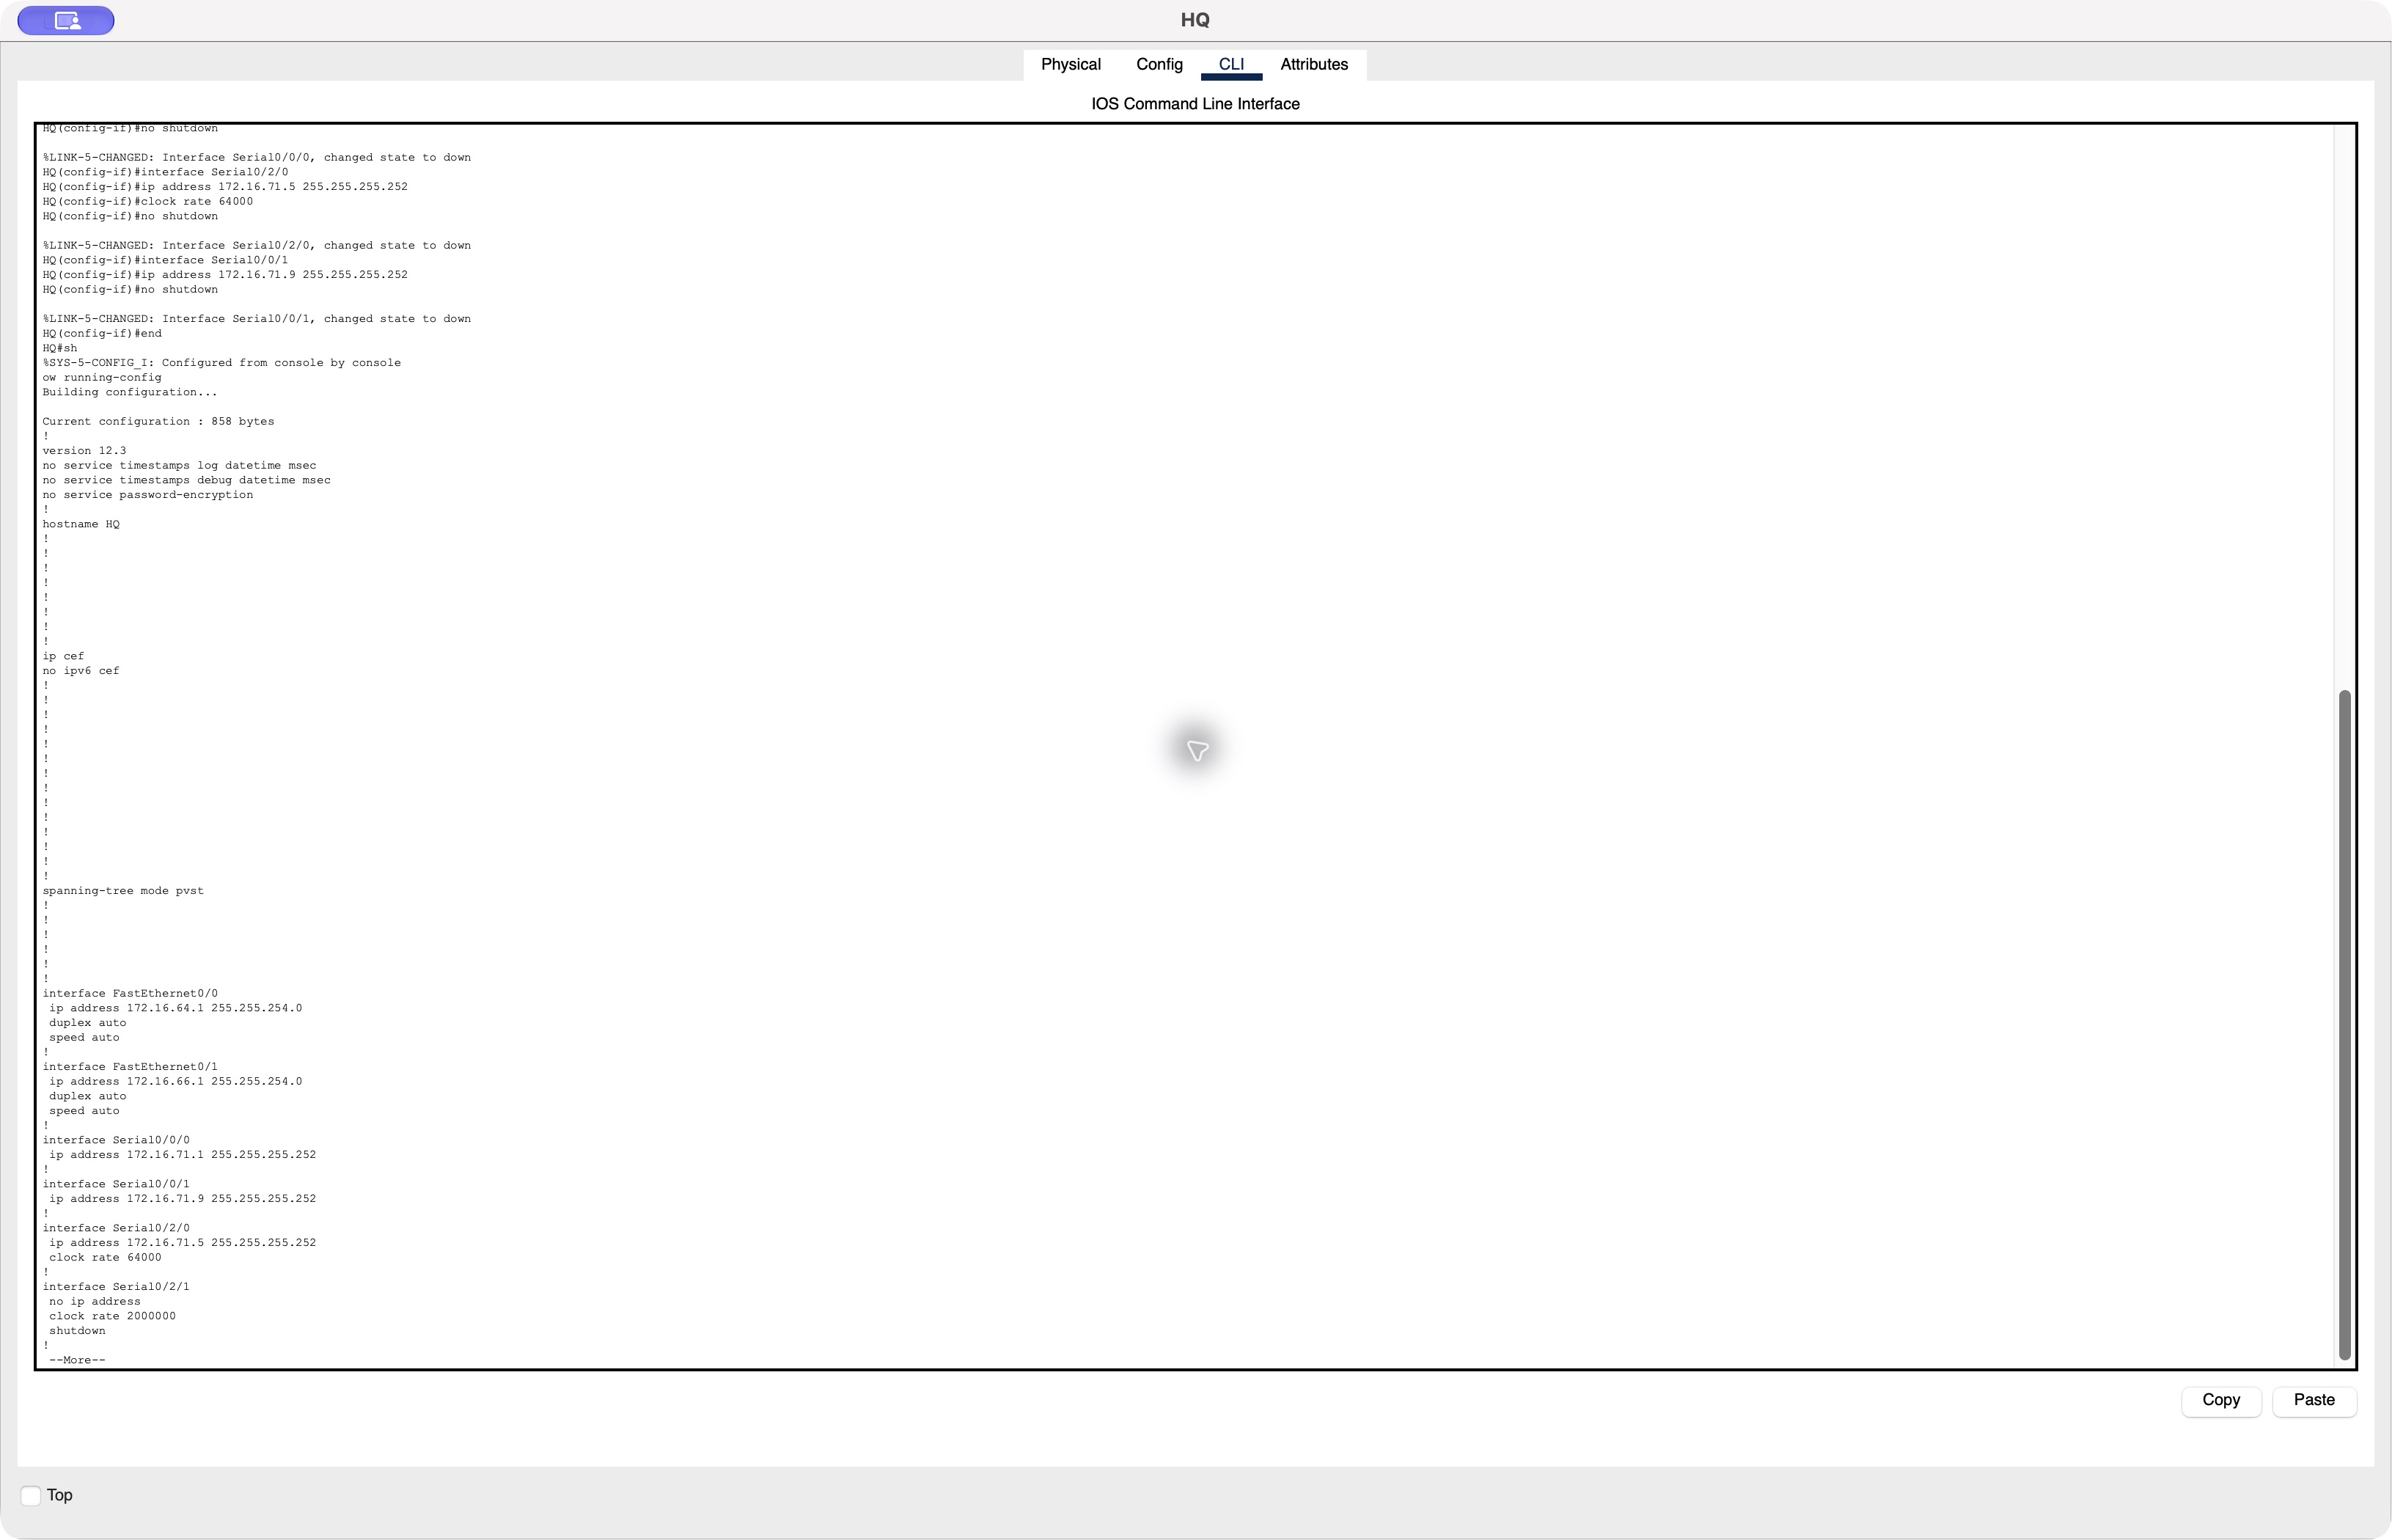 HQ
Physical Config CLI Attributes
IOS Command Line Interface
HQ(config-if)#no shutdown
%LINK-5-CHANGED: Interface Serial0/0/0, changed state to down
HQ(config-if)#interface Serial0/2/0
HQ(config-if)#ip address 172.16.71.5 255.255.255.252
HQ(config-if)#clock rate 64000
HQ(config-if)#no shutdown
%LINK-5-CHANGED: Interface Serial0/2/0, changed state to down
HQ(config-if)#interface Serial0/0/1
HQ(config-if)#ip address 172.16.71.9 255.255.255.252
HQ(config-if)#no shutdown
%LINK-5-CHANGED: Interface Serial0/0/1, changed state to down
HQ(config-if)#end
HQ#sh
%SYS-5-CONFIG_I: Configured from console by console
ow running-config
Building configuration...
Current configuration : 858 bytes
!
version 12.3
no service timestamps log datetime msec
no service timestamps debug datetime msec
no service password-encryption
!
hostname HQ
!
!
!
!
!
!
!
!
ip cef
no ipv6 cef
!
!
!
!
!
!
!
!
!
!
!
!
!
!
spanning-tree mode pvst
!
!
!
!
!
!
interface FastEthernet0/0
ip address 172.16.64.1 255.255.254.0
duplex auto
speed auto
!
interface FastEthernet0/1
ip address 172.16.66.1 255.255.254.0
duplex auto
speed auto
!
interface Serial0/0/0
ip address 172.16.71.1 255.255.255.252
!
interface Serial0/0/1
ip address 172.16.71.9 255.255.255.252
!
interface Serial0/2/0
ip address 172.16.71.5 255.255.255.252
clock rate 64000
!
interface Serial0/2/1
no ip address
clock rate 2000000
shutdown
!
--More--
Copy Paste
Top